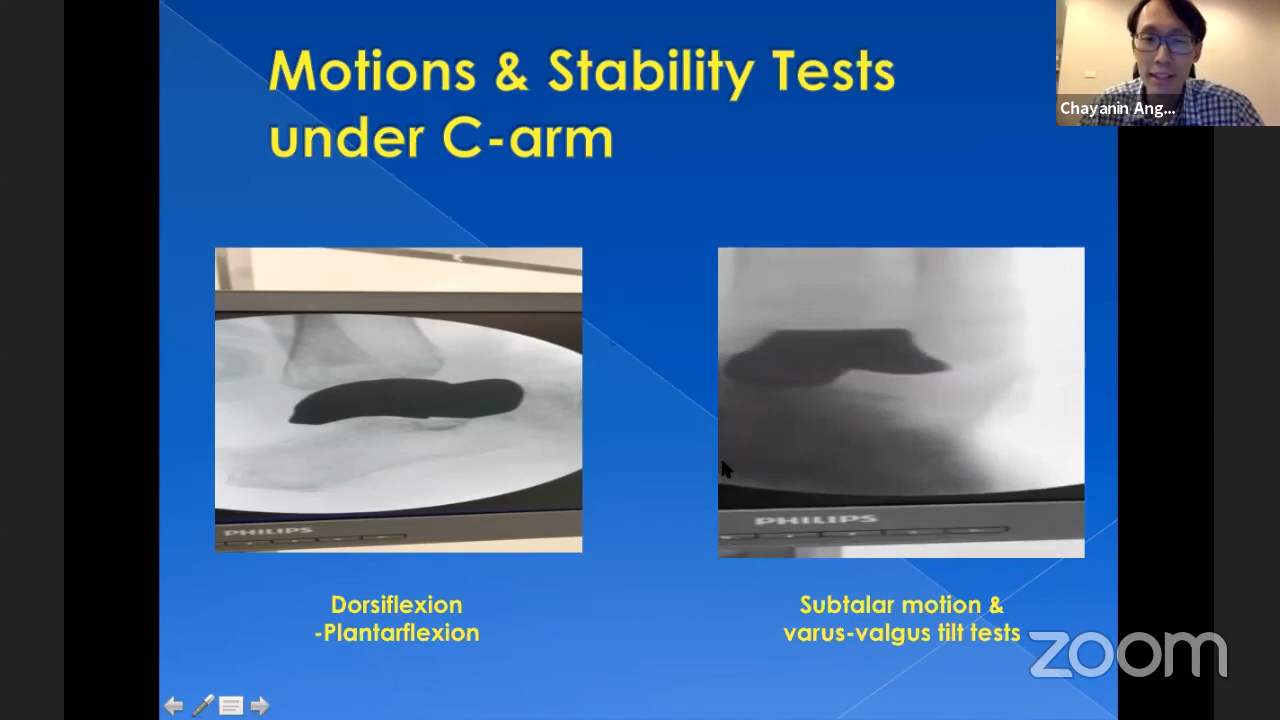 Motions & Stability Tests
under C-arm
Chayanin Ang...
PHILIPS
PHILIPS
Dorsiflexion
-Plantarflexion
Subtalar motion &
varus-valgus tilt tests
zoom